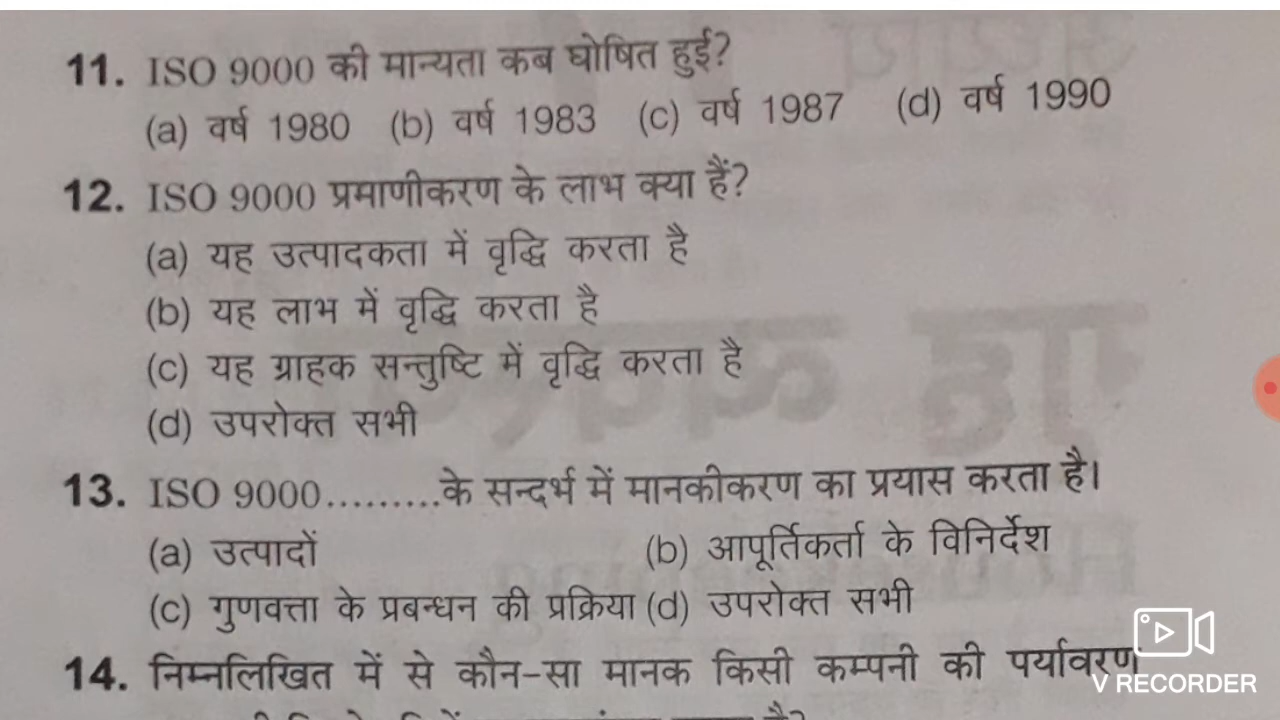 11. ISO 9000 की मान्यता कब घोषित हुई?
(a) वर्ष 1980 (b) वर्ष 1983 (c) वर्ष 1987 (d) वर्ष 1990
12. ISO 9000 प्रमाणीकरण के लाभ क्या हैं?
(a) यह उत्पादकता में वृद्धि करता है
(b) यह लाभ में वृद्धि करता है
(c) यह ग्राहक सन्तुष्टि में वृद्धि करता है
(d) उपरोक्त सभी
13. ISO 9000.........के सन्दर्भ में मानकीकरण का प्रयास करता है।
(a) उत्पादों (b) आपूर्तिकर्ता के विनिर्देश
(c) गुणवत्ता के प्रबन्धन की प्रक्रिया (d) उपरोक्त सभी
14. निम्नलिखित में से कौन-सा मानक किसी कम्पनी की पर्यावरण
V RECORDER